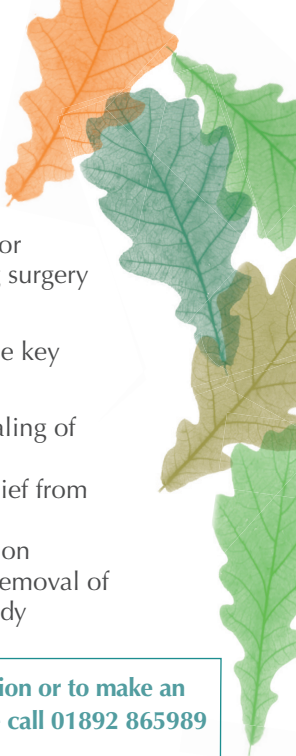 or
surgery
e key
aling of
ief from
on
emoval of
dy
ion or to make an
call 01892 865989